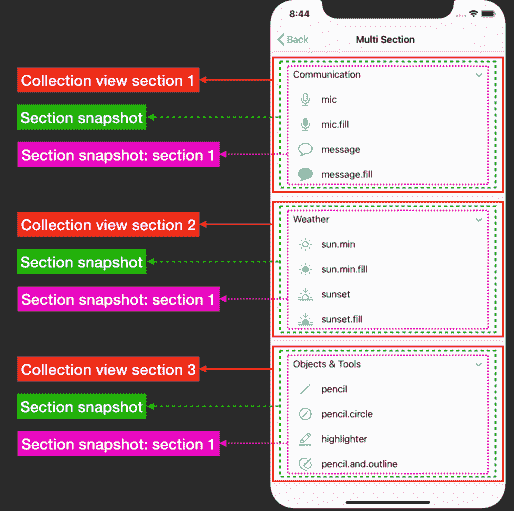 8:44
Back
Multi Section
Collection view section 1
Communication
mic
Section snapshot
mic.fill
Section snapshot: section 1
message
message.fill
Collection view section 2
Weather
sun.min
Section snapshot
sun.min.fill
Section snapshot: section 1
sunset
sunset.fill
Collection view section 3
Objects & Tools
pencil
Section snapshot
pencil.circle
Section snapshot: section 1
highlighter
pencil.and.outline